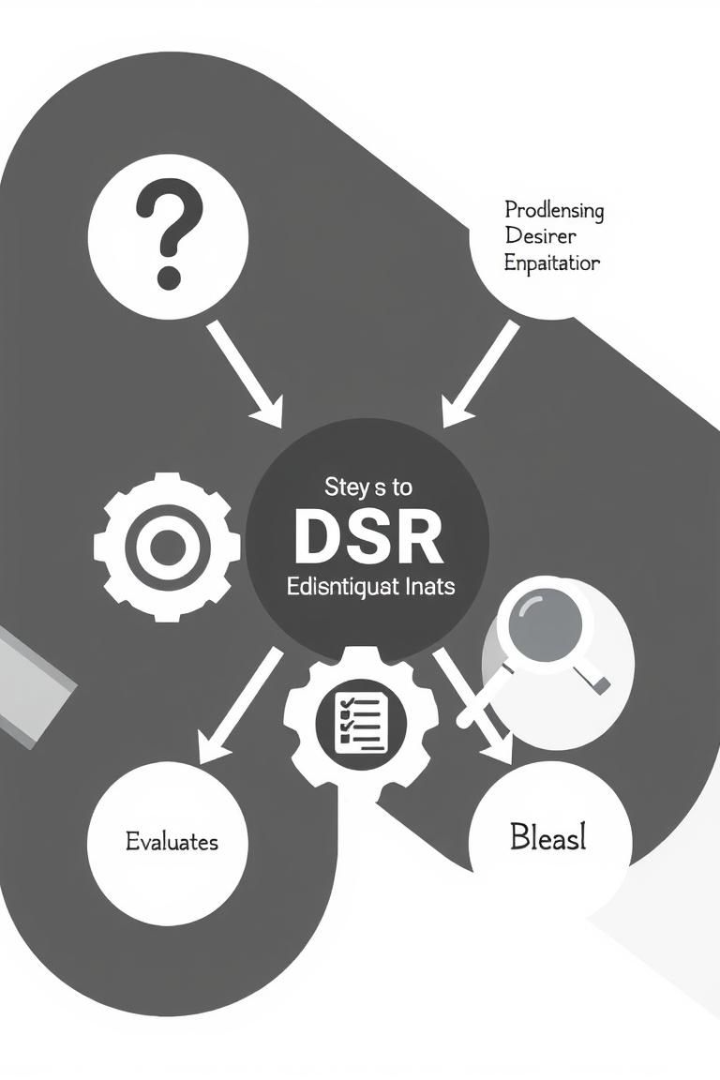 ?
Prodlensing
Desirer
Enpaitatior
Stey s to
DSR
Edisntiquat Inats
Evaluates
Bleasl